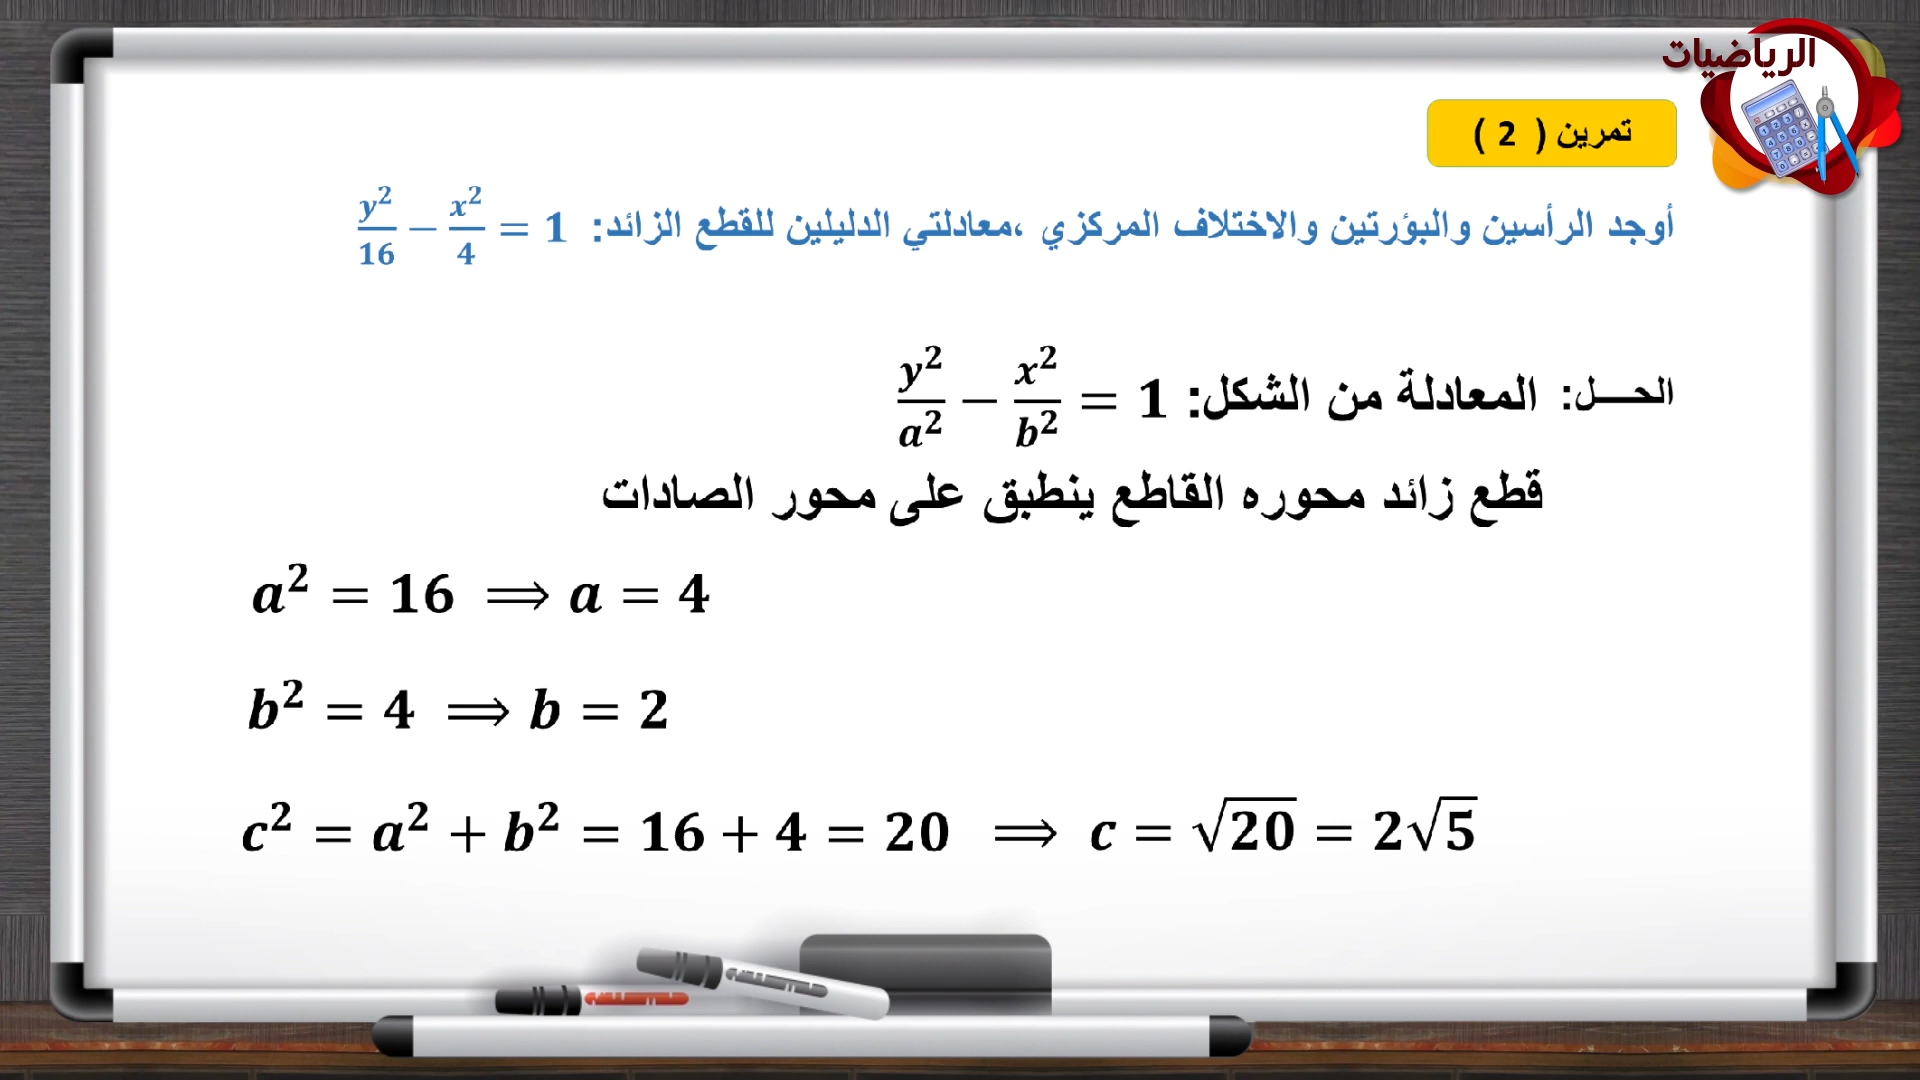 الرياضيات
تمرين ( 2 )
أوجد الرأسين والبؤرتين والاختلاف المركزي ،معادلتي الدليلين للقطع الزائد: y²/16 − x²/4 = 1
الحـــل: المعادلة من الشكل: y²/a² − x²/b² = 1
قطع زائد محوره القاطع ينطبق على محور الصادات
a² = 16 ⟹ a = 4
b² = 4 ⟹ b = 2
c² = a² + b² = 16 + 4 = 20 ⟹ c = √20 = 2√5